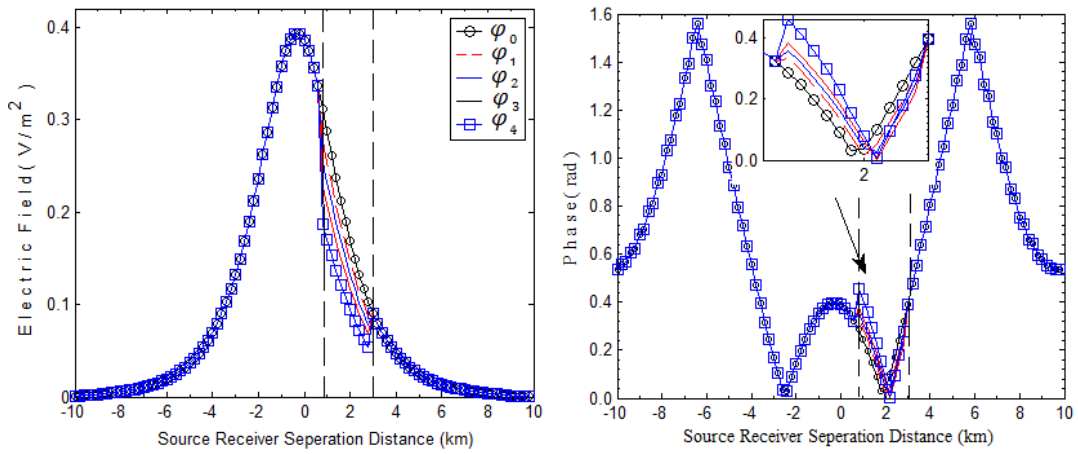 Electric Field( V/m²)
0.4
0.3
0.2
0.1
0
-10 -8 -6 -4 -2 0 2 4 6 8 10
Source Receiver Seperation Distance (km)
φ0
φ1
φ2
φ3
φ4
Phase( rad)
1.6
1.4
1.2
1.0
0.8
0.6
0.4
0.2
0.0
-10 -8 -6 -4 -2 0 2 4 6 8 10
Source Receiver Seperation Distance (km)
0.4
0.2
0.0
2